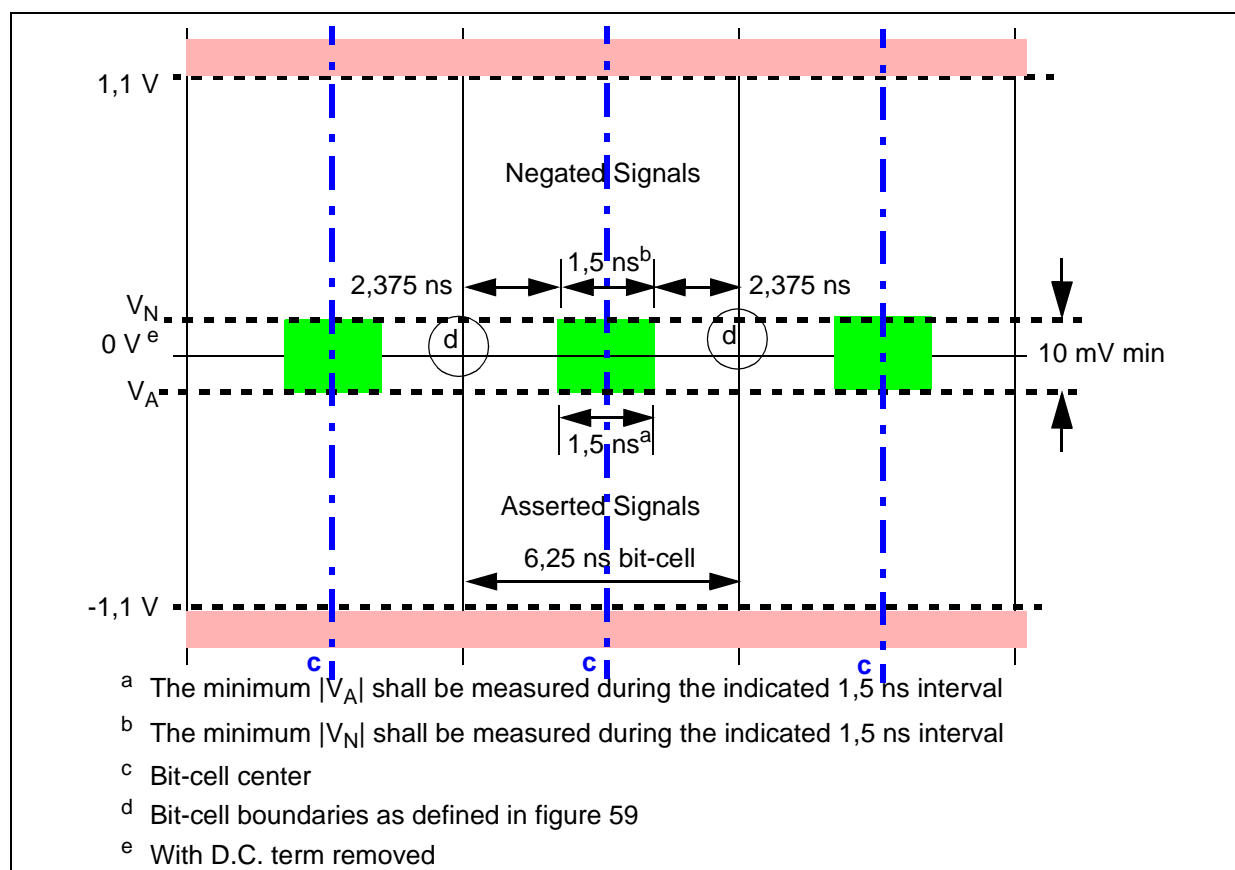 1,1 V
Negated Signals
2,375 ns
1,5 ns^b
2,375 ns
V_N
d
d
0 V^e
10 mV min
V_A
1,5 ns^a
Asserted Signals
6,25 ns bit-cell
-1,1 V
c
c
c
a The minimum |V_A| shall be measured during the indicated 1,5 ns interval
b The minimum |V_N| shall be measured during the indicated 1,5 ns interval
c Bit-cell center
d Bit-cell boundaries as defined in figure 59
e With D.C. term removed